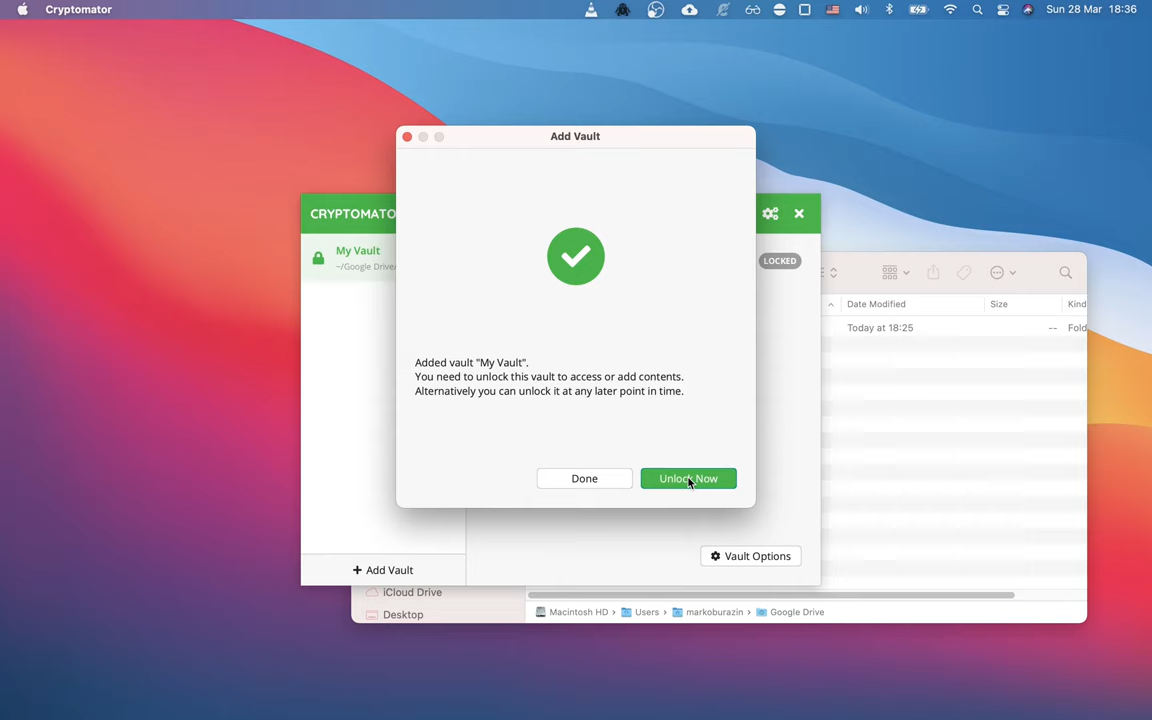 Cryptomator
Sun 28 Mar 18:36
Add Vault
CRYPTOMATO
My Vault
~/Google Drive/
LOCKED
Date Modified
Size
Kind
Today at 18:25
--
Fold
Added vault "My Vault".
You need to unlock this vault to access or add contents.
Alternatively you can unlock it at any later point in time.
Done
Unlock Now
Vault Options
+ Add Vault
iCloud Drive
Desktop
Macintosh HD › Users › markoburazin › Google Drive